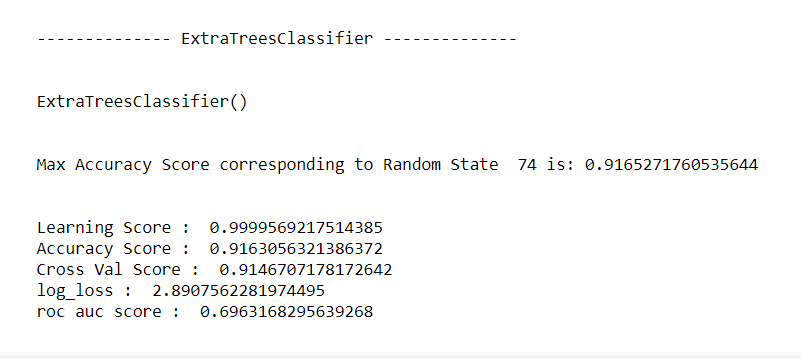 -------------- ExtraTreesClassifier --------------
ExtraTreesClassifier()
Max Accuracy Score corresponding to Random State  74 is: 0.9165271760535644
Learning Score :  0.9999569217514385
Accuracy Score :  0.9163056321386372
Cross Val Score :  0.9146707178172642
log_loss :  2.8907562281974495
roc auc score :  0.6963168295639268